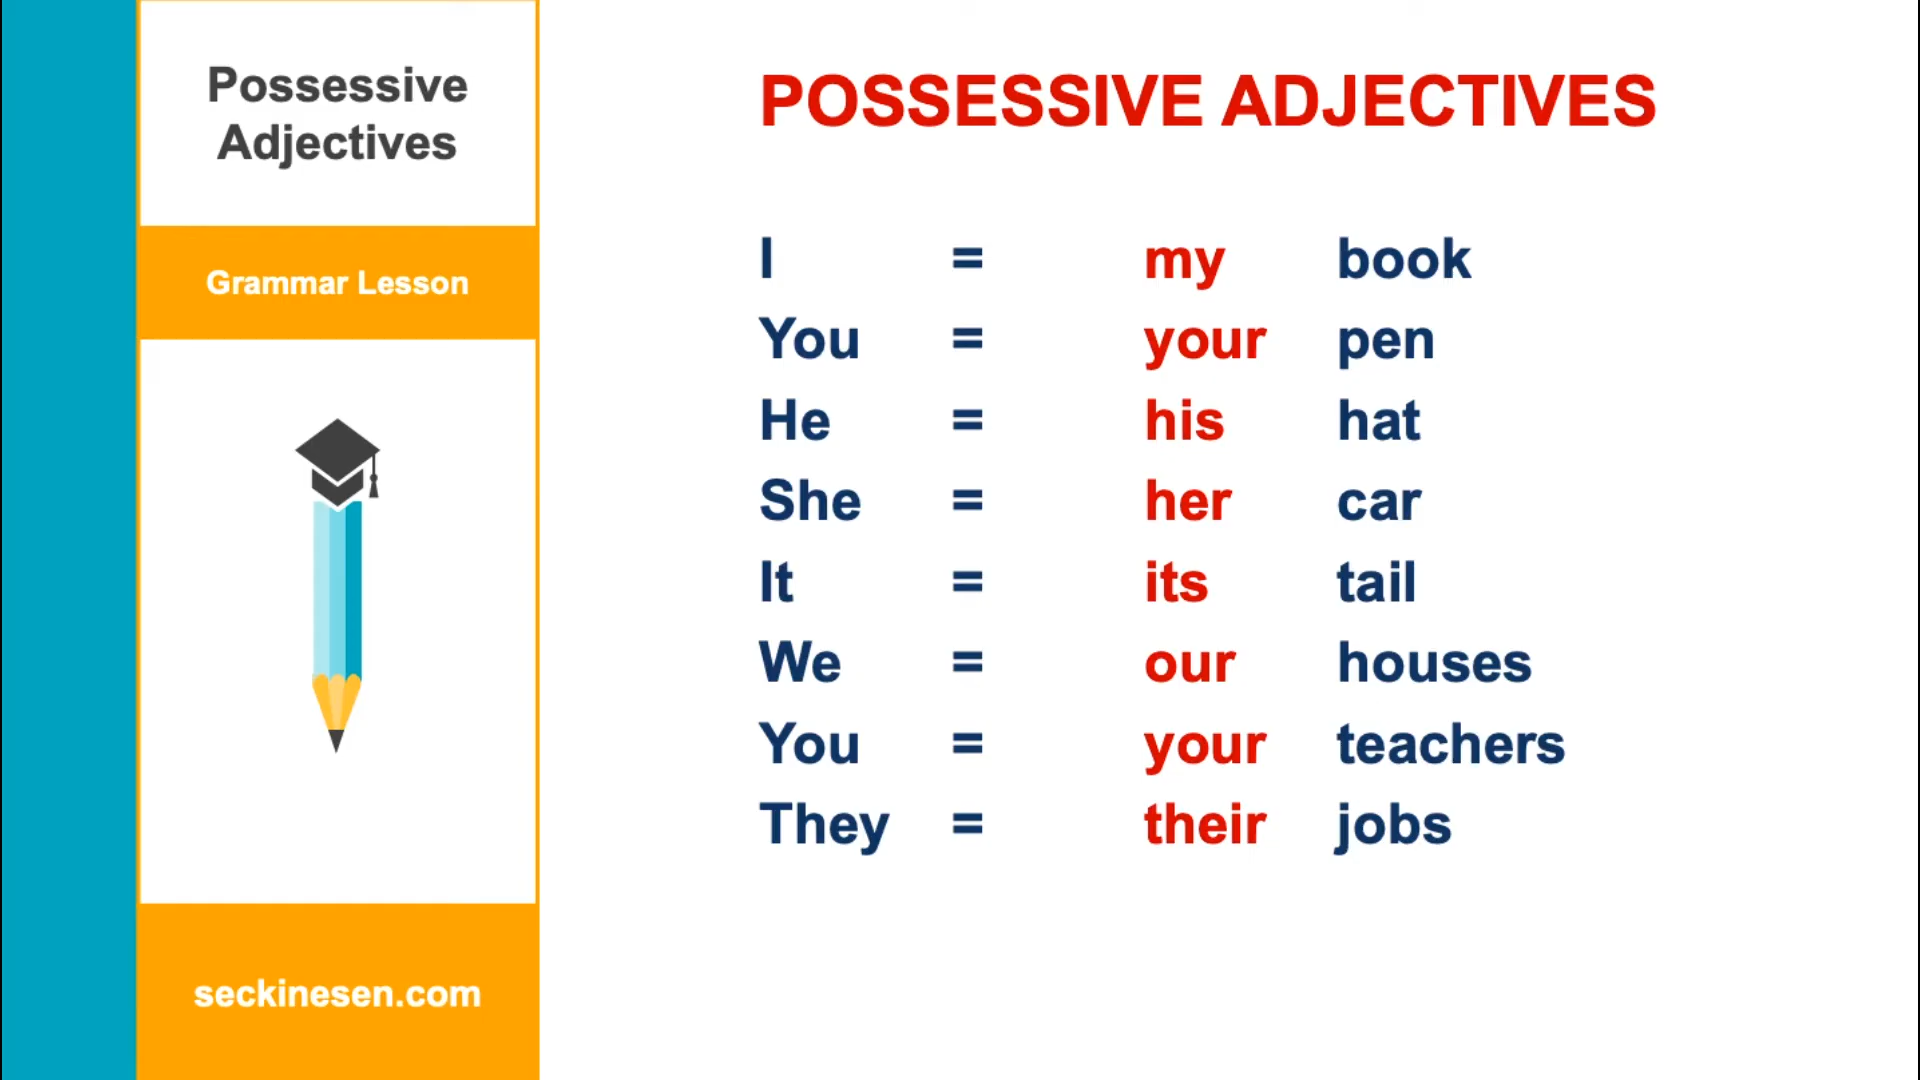 Possessive
Adjectives
Grammar Lesson
seckinesen.com
POSSESSIVE ADJECTIVES
I = my book
You = your pen
He = his hat
She = her car
It = its tail
We = our houses
You = your teachers
They = their jobs